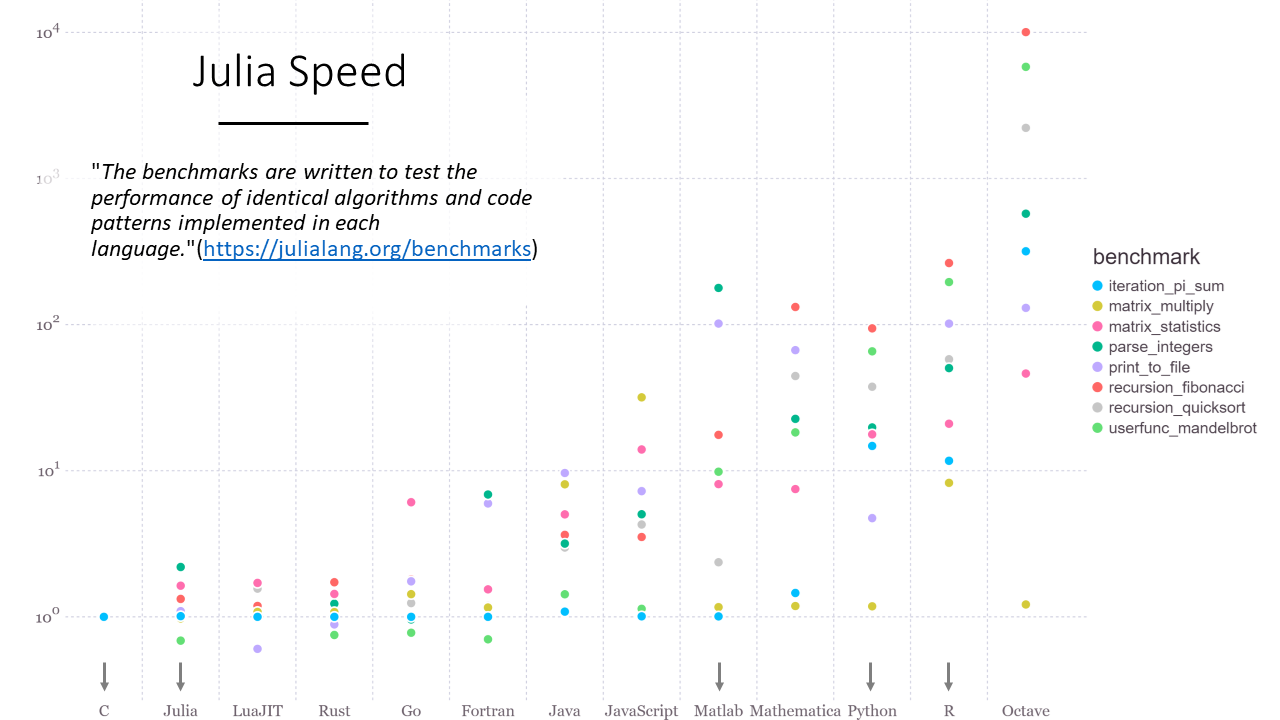 10⁴
Julia Speed
"The benchmarks are written to test the
10³
performance of identical algorithms and code
patterns implemented in each
language."(https://julialang.org/benchmarks)
benchmark
iteration_pi_sum
matrix_multiply
matrix_statistics
parse_integers
print_to_file
recursion_fibonacci
recursion_quicksort
userfunc_mandelbrot
10²
10¹
10⁰
C Julia LuaJIT Rust Go Fortran Java JavaScript Matlab Mathematica Python R Octave